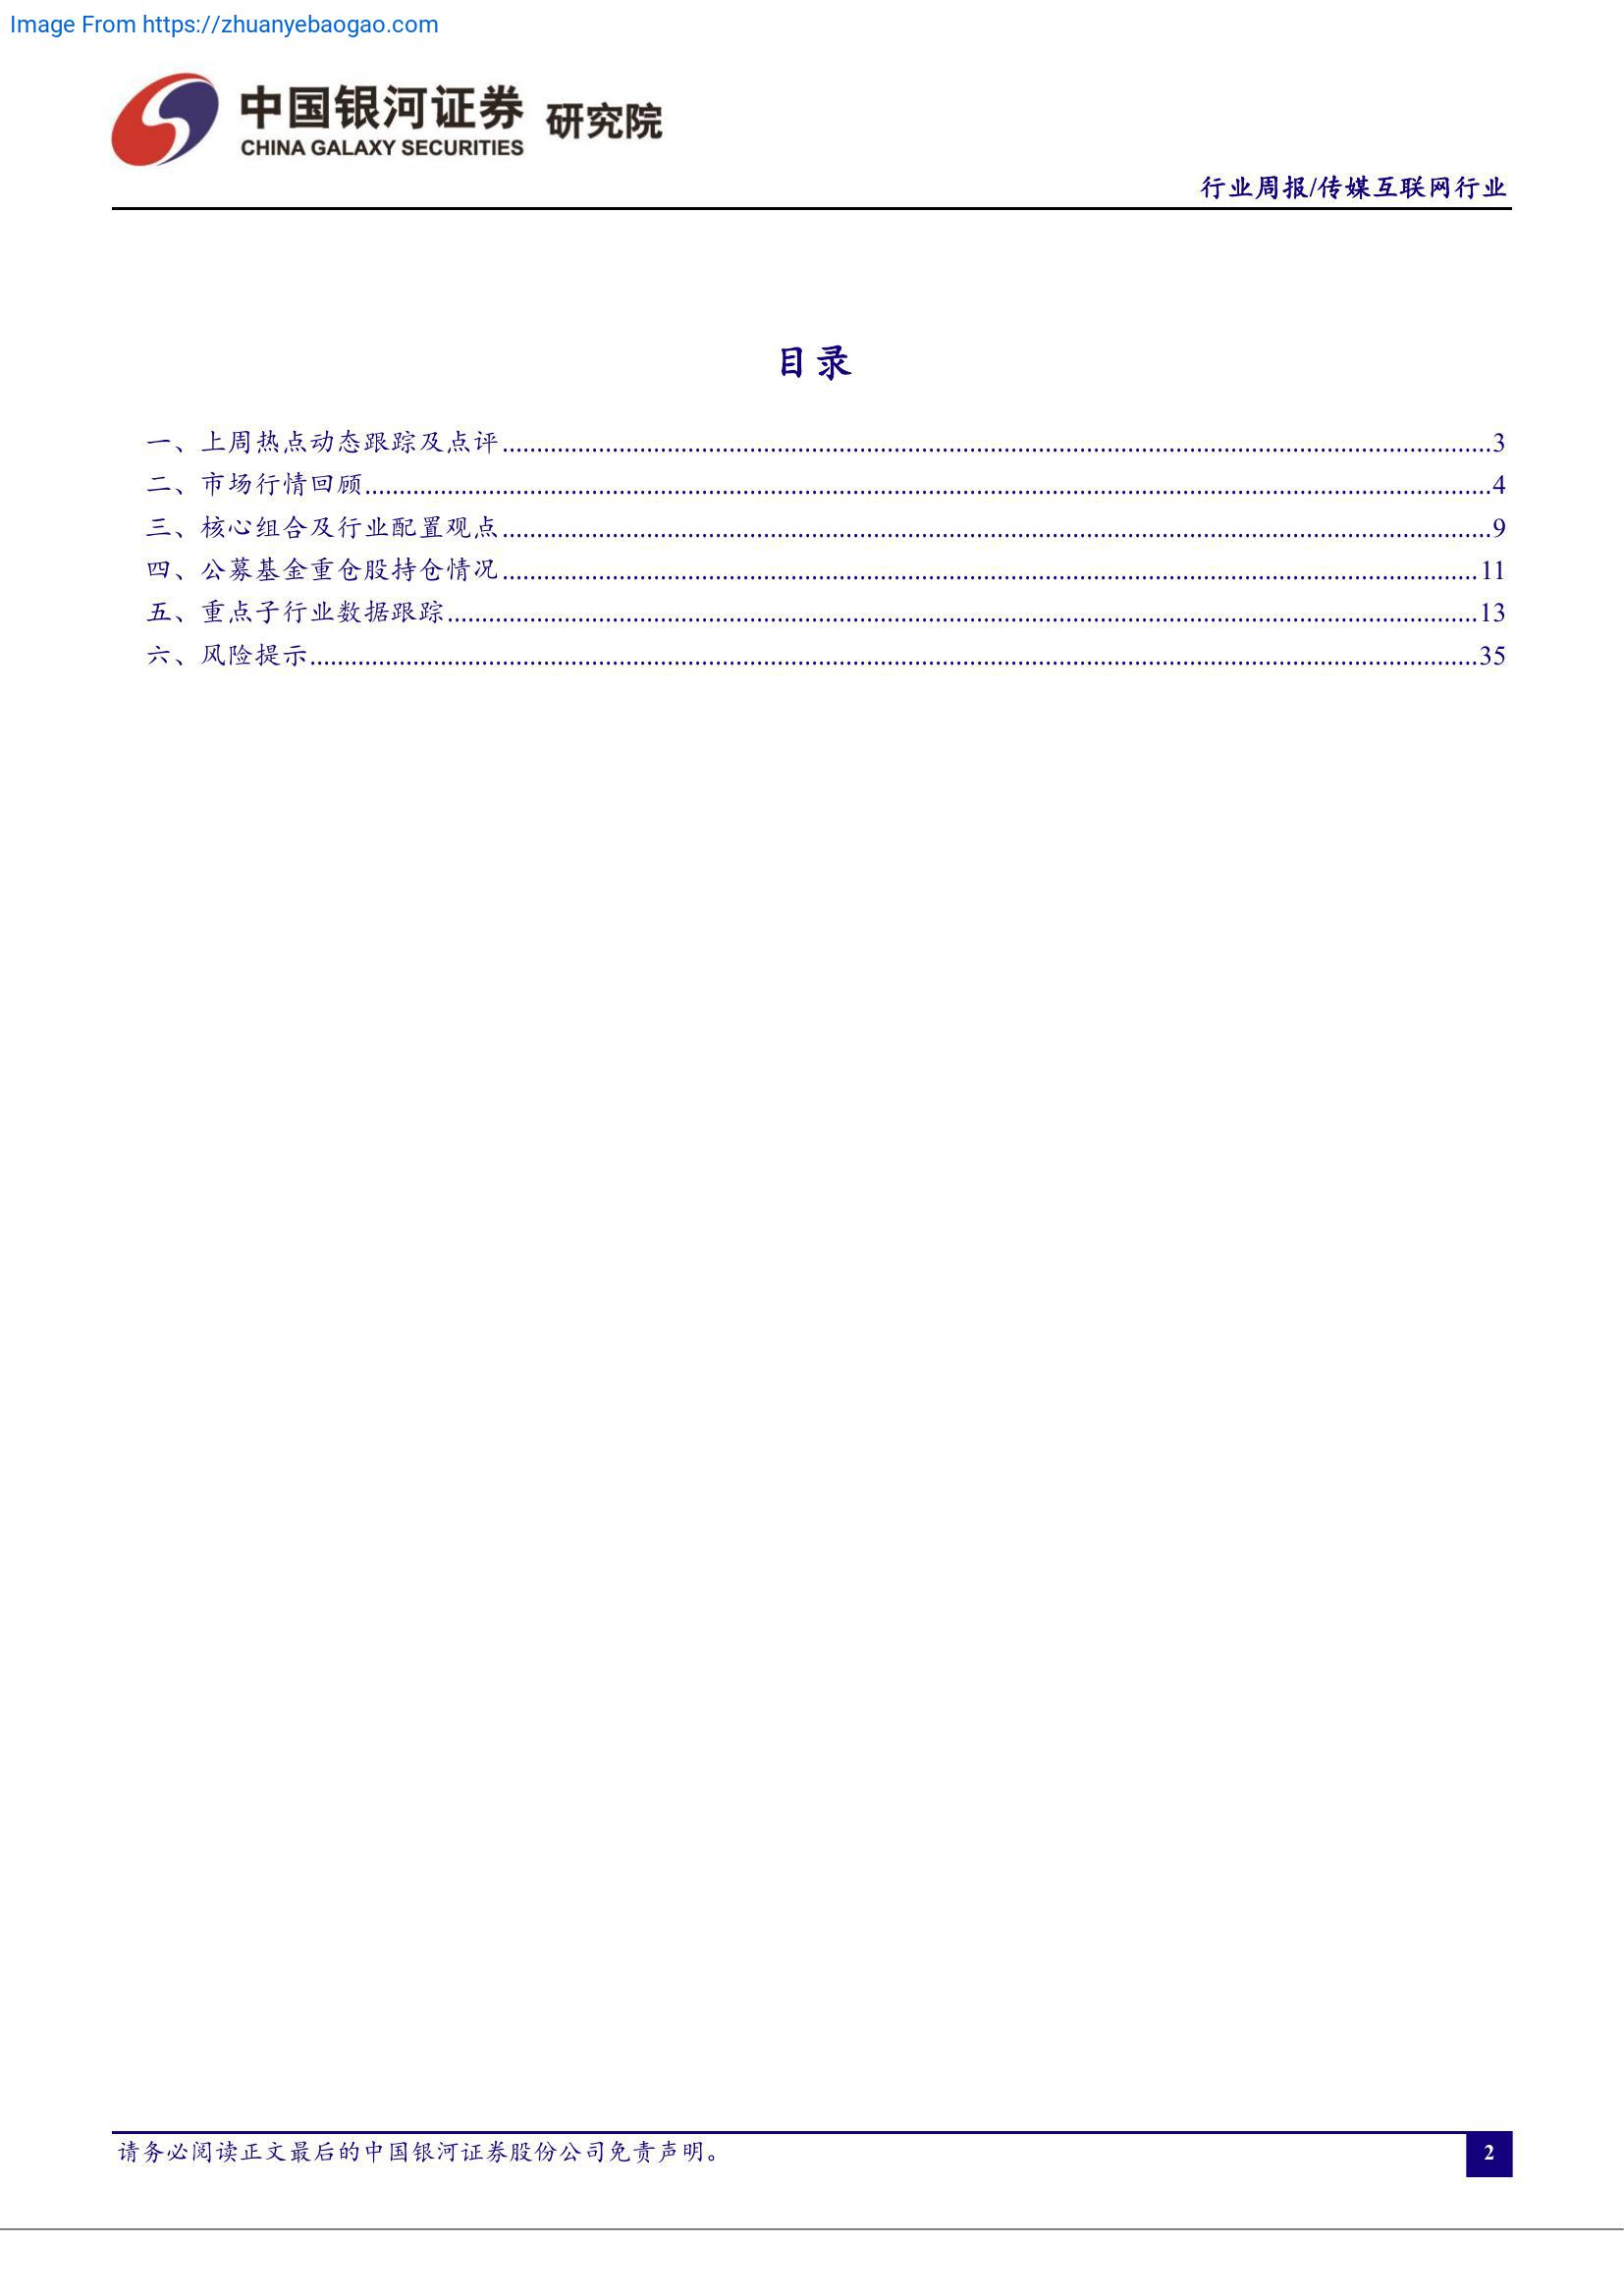 Image From https://zhuanyebaogao.com
中国银河证券 研究院
CHINA GALAXY SECURITIES
行业周报/传媒互联网行业
目录
一、上周热点动态跟踪及点评........3
二、市场行情回顾........4
三、核心组合及行业配置观点........9
四、公募基金重仓股持仓情况........11
五、重点子行业数据跟踪........13
六、风险提示........35
请务必阅读正文最后的中国银河证券股份公司免责声明。
2